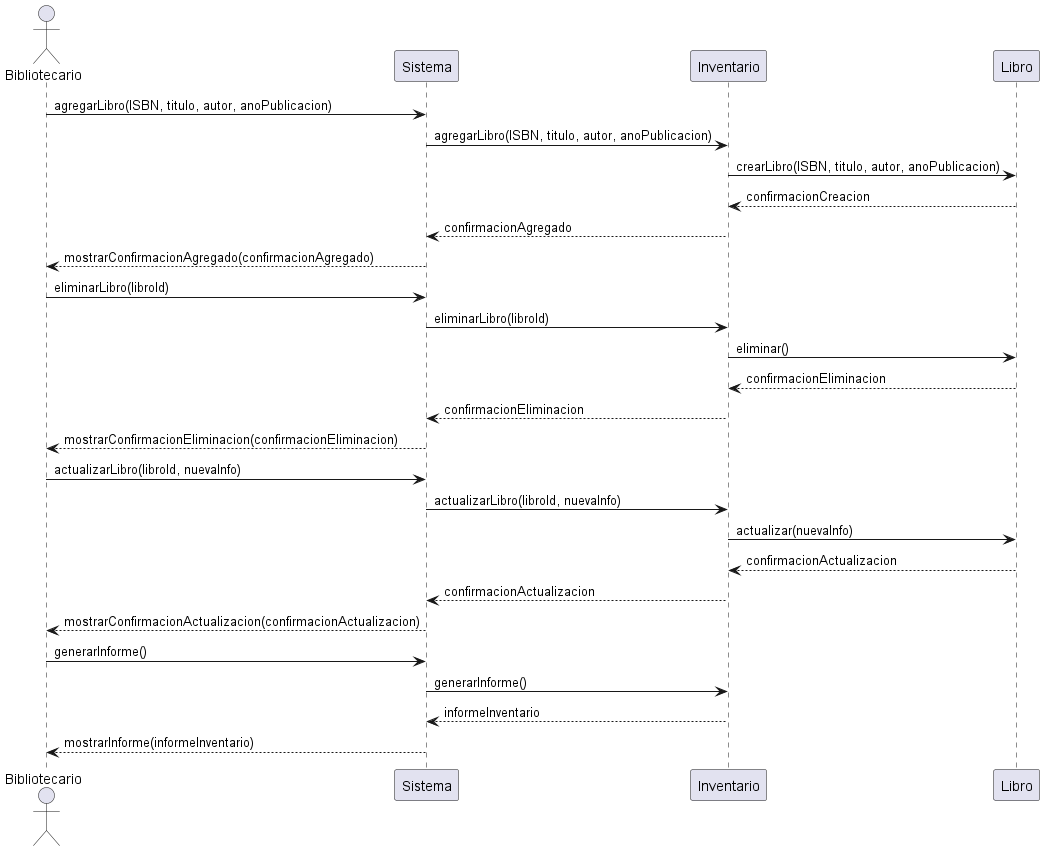 Bibliotecario
Sistema
Inventario
Libro
agregarLibro(ISBN, titulo, autor, anoPublicacion)
agregarLibro(ISBN, titulo, autor, anoPublicacion)
crearLibro(ISBN, titulo, autor, anoPublicacion)
confirmacionCreacion
confirmacionAgregado
mostrarConfirmacionAgregado(confirmacionAgregado)
eliminarLibro(libroId)
eliminarLibro(libroId)
eliminar()
confirmacionEliminacion
confirmacionEliminacion
mostrarConfirmacionEliminacion(confirmacionEliminacion)
actualizarLibro(libroId, nuevaInfo)
actualizarLibro(libroId, nuevaInfo)
actualizar(nuevaInfo)
confirmacionActualizacion
confirmacionActualizacion
mostrarConfirmacionActualizacion(confirmacionActualizacion)
generarInforme()
generarInforme()
informeInventario
mostrarInforme(informeInventario)
Bibliotecario
Sistema
Inventario
Libro